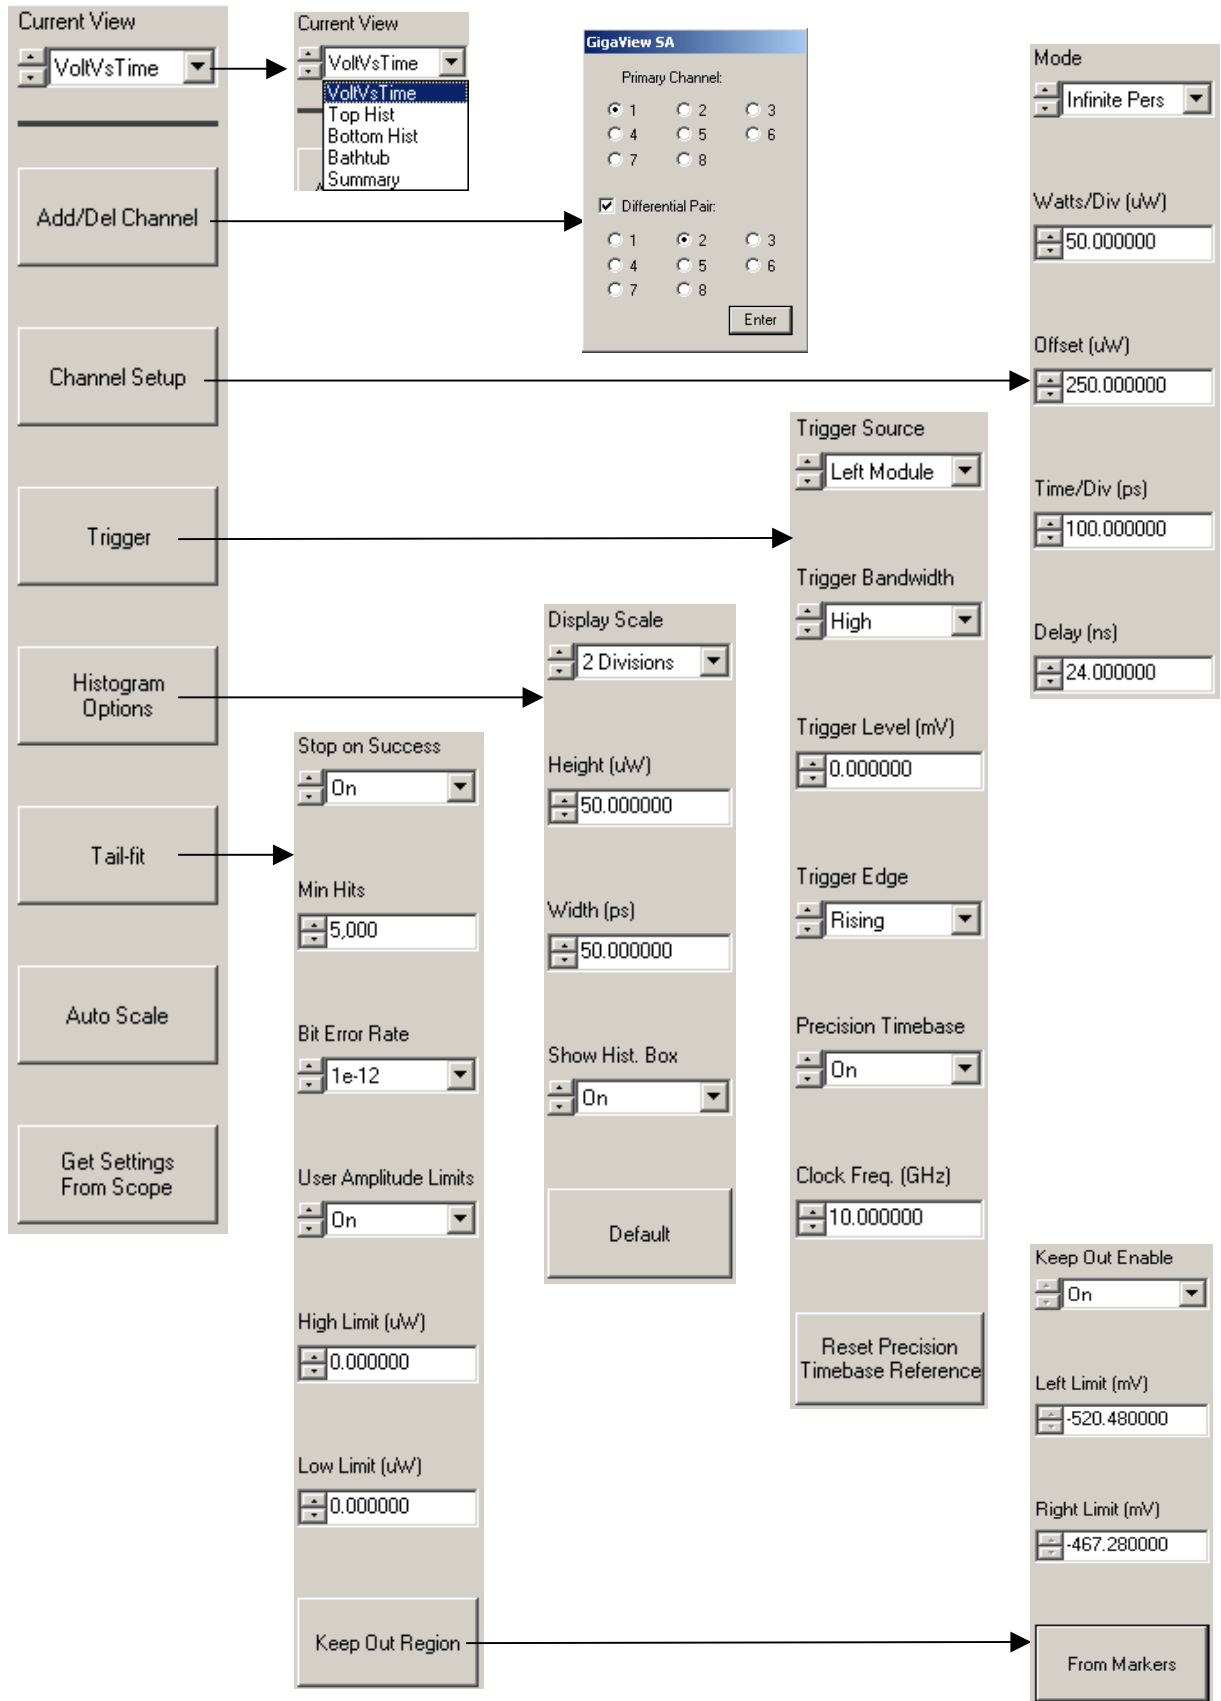 Current View
VoltVsTime
Add/Del Channel
Channel Setup
Trigger
Histogram
Options
Tail-fit
Auto Scale
Get Settings
From Scope
Current View
VoltVsTime
VoltVsTime
Top Hist
Bottom Hist
Bathtub
Summary
GigaView SA
Primary Channel:
1 2 3
4 5 6
7 8
Differential Pair:
1 2 3
4 5 6
7 8
Enter
Mode
Infinite Pers
Watts/Div (uW)
50.000000
Offset (uW)
250.000000
Time/Div (ps)
100.000000
Delay (ns)
24.000000
Trigger Source
Left Module
Trigger Bandwidth
High
Trigger Level (mV)
0.000000
Trigger Edge
Rising
Precision Timebase
On
Clock Freq. (GHz)
10.000000
Reset Precision
Timebase Reference
Display Scale
2 Divisions
Height (uW)
50.000000
Width (ps)
50.000000
Show Hist. Box
On
Default
Stop on Success
On
Min Hits
5,000
Bit Error Rate
1e-12
User Amplitude Limits
On
High Limit (uW)
0.000000
Low Limit (uW)
0.000000
Keep Out Region
Keep Out Enable
On
Left Limit (mV)
-520.480000
Right Limit (mV)
-467.280000
From Markers